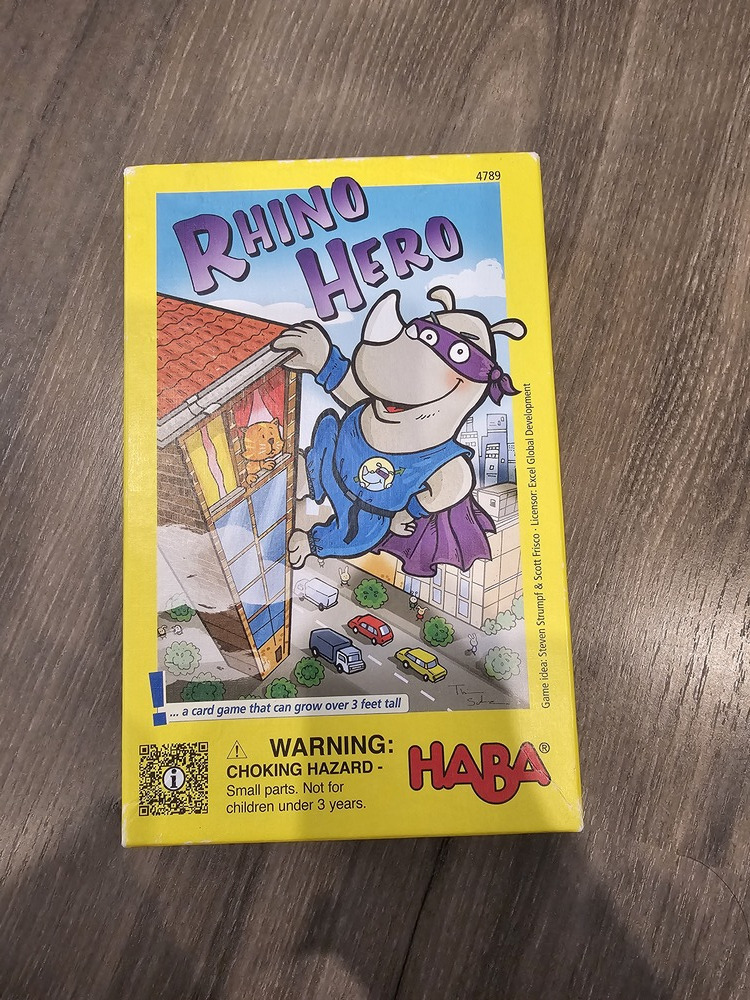 4789
RHINO
HERO
Game idea: Steven Strumpf & Scott Frisco · Licensor: Excel Global Development
! ... a card game that can grow over 3 feet tall
WARNING:
CHOKING HAZARD -
Small parts. Not for
children under 3 years.
HABA®